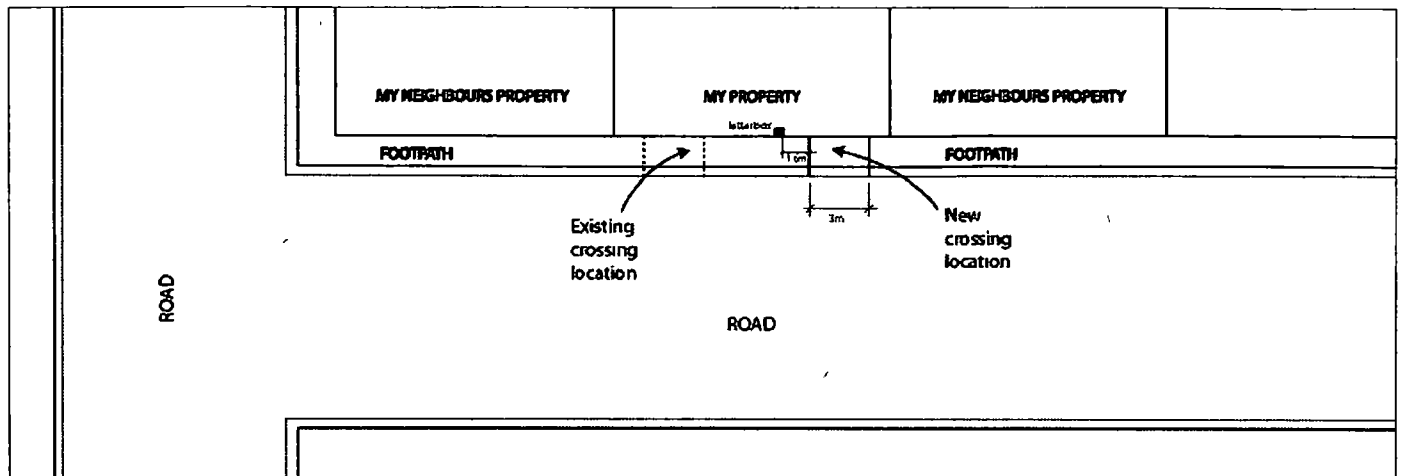 MY NEIGHBOURS PROPERTY
MY PROPERTY
MY NEIGHBOURS PROPERTY
letterbox
FOOTPATH
FOOTPATH
3m
Existing
crossing
location
New
crossing
location
ROAD
ROAD